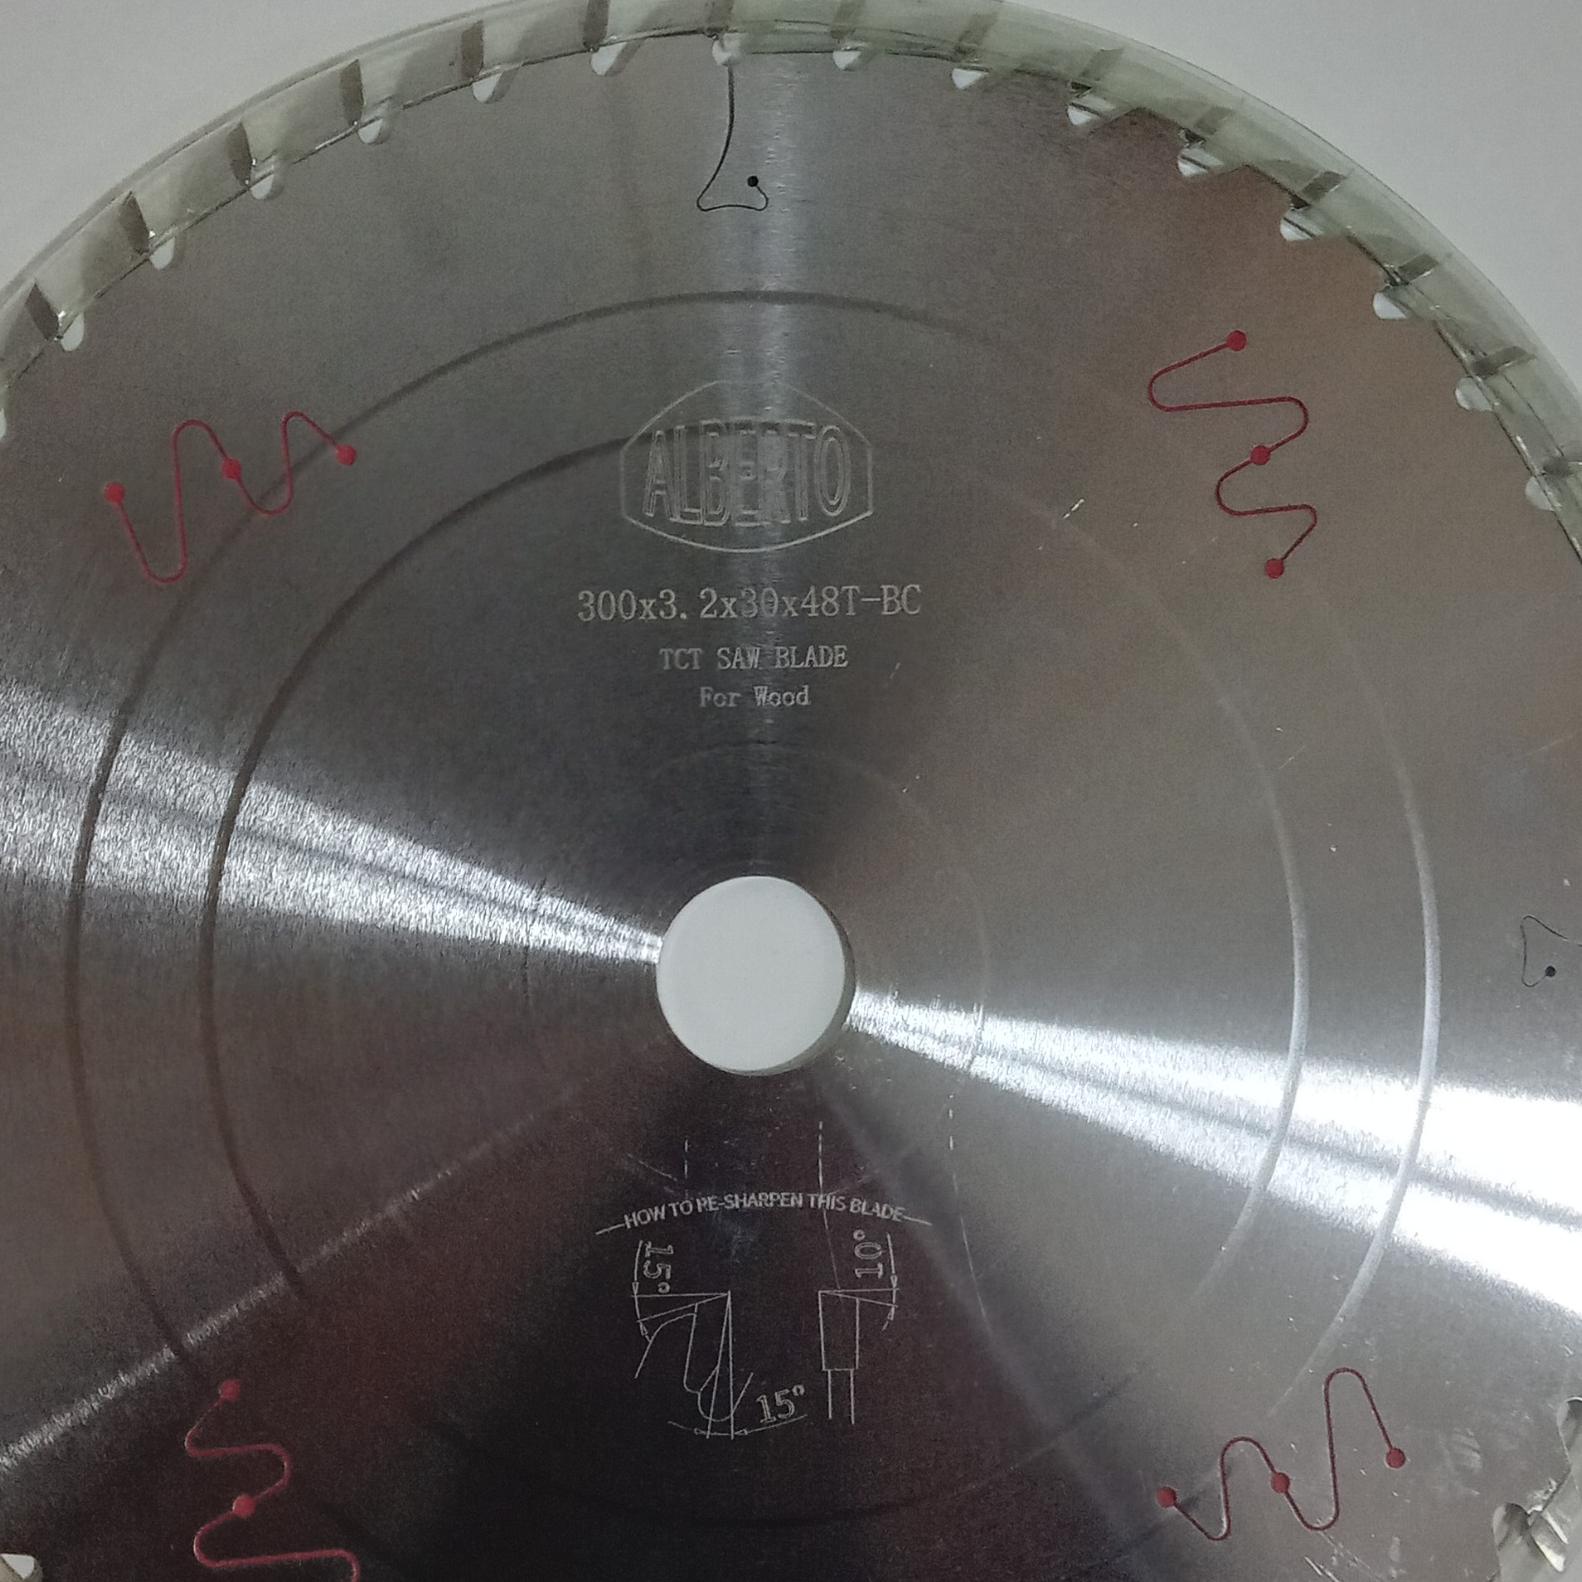 ALBERTO
300x3.2x30x48T-BC
TCT SAW BLADE
For Wood
HOW TO RE-SHARPEN THIS BLADE
15° 10°
15°